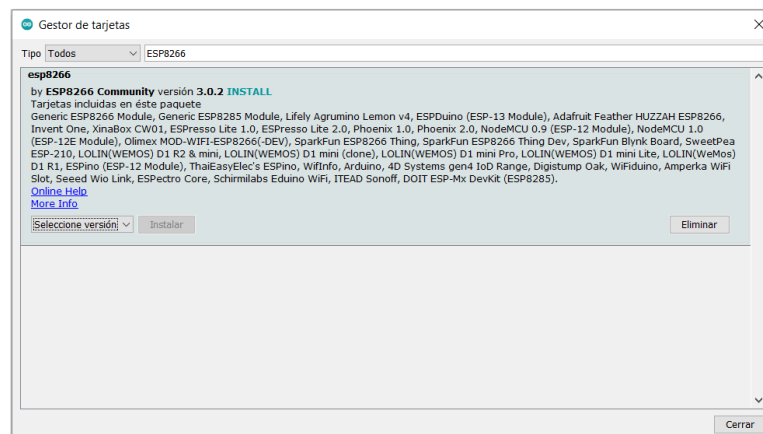 Gestor de tarjetas
Tipo Todos ESP8266
esp8266
by ESP8266 Community versión 3.0.2 INSTALL
Tarjetas incluidas en éste paquete
Generic ESP8266 Module, Generic ESP8285 Module, Lifely Agrumino Lemon v4, ESPDuino (ESP-13 Module), Adafruit Feather HUZZAH ESP8266,
Invent One, XinaBox CW01, ESPresso Lite 1.0, ESPresso Lite 2.0, Phoenix 1.0, Phoenix 2.0, NodeMCU 0.9 (ESP-12 Module), NodeMCU 1.0
(ESP-12E Module), Olimex MOD-WIFI-ESP8266(-DEV), SparkFun ESP8266 Thing, SparkFun ESP8266 Thing Dev, SparkFun Blynk Board, SweetPea
ESP-210, LOLIN(WEMOS) D1 R2 & mini, LOLIN(WEMOS) D1 mini (clone), LOLIN(WEMOS) D1 mini Pro, LOLIN(WEMOS) D1 mini Lite, LOLIN(WeMos)
D1 R1, ESPino (ESP-12 Module), ThaiEasyElec's ESPino, WifInfo, Arduino, 4D Systems gen4 IoD Range, Digistump Oak, WiFiduino, Amperka WiFi
Slot, Seeed Wio Link, ESPectro Core, Schirmilabs Eduino WiFi, ITEAD Sonoff, DOIT ESP-Mx DevKit (ESP8285).
Online Help
More Info
Seleccione versión Instalar Eliminar
Cerrar